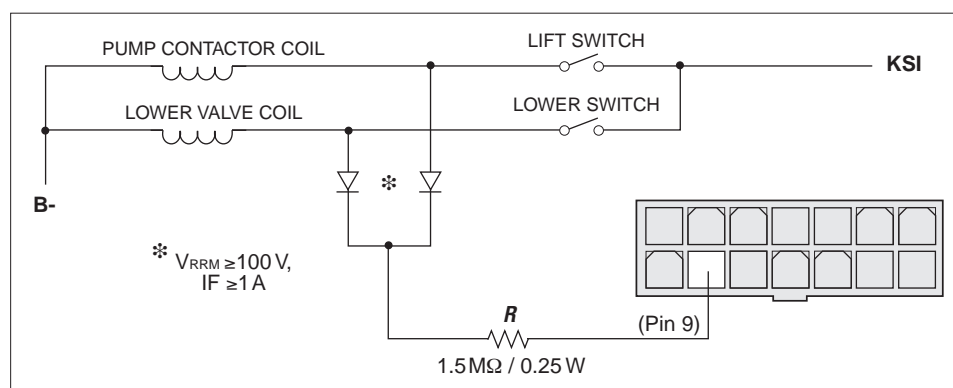 PUMP CONTACTOR COIL
LIFT SWITCH
KSI
LOWER VALVE COIL
LOWER SWITCH
B-
*
* VRRM ≥100 V,
IF ≥1 A
R
(Pin 9)
1.5 MΩ / 0.25 W